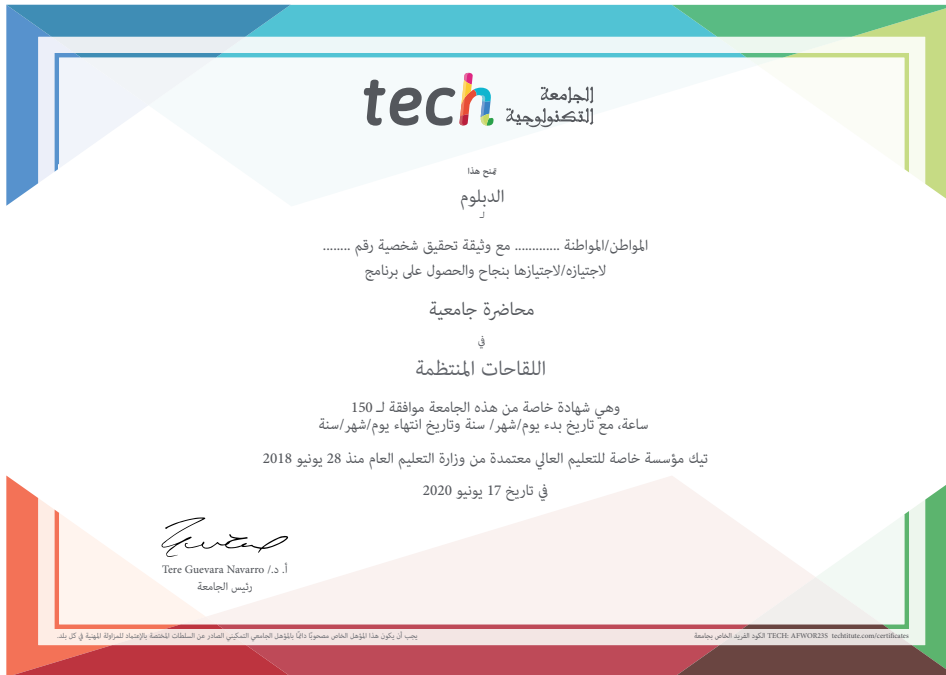 tech الجامعة
التكنولوجية
يمنح هذا
الدبلوم
لـ
المواطن/المواطنة ............ مع وثيقة تحقيق شخصية رقم ........
لاجتيازه/لاجتيازها بنجاح والحصول على برنامج
محاضرة جامعية
في
اللقاحات المنتظمة
وهي شهادة خاصة من هذه الجامعة موافقة لـ 150
ساعة، مع تاريخ بدء يوم/شهر/ سنة وتاريخ انتهاء يوم/شهر/سنة
تيك مؤسسة خاصة للتعليم العالي معتمدة من وزارة التعليم العام منذ 28 يونيو 2018
في تاريخ 17 يونيو 2020
أ. د./ Tere Guevara Navarro
رئيس الجامعة
يجب أن يكون هذا المؤهل الخاص مصحوبًا دائمًا بالمؤهل الجامعي التمكيني الصادر عن السلطات المختصة بالإعتماد للمزاولة المهنية في كل بلد.
الكود الفريد الخاص بجامعة TECH: AFWOR23S techtitute.com/certificates